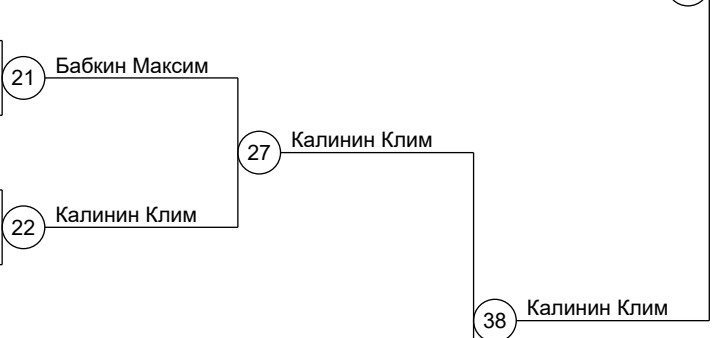 21 Бабкин Максим
27 Калинин Клим
22 Калинин Клим
38 Калинин Клим